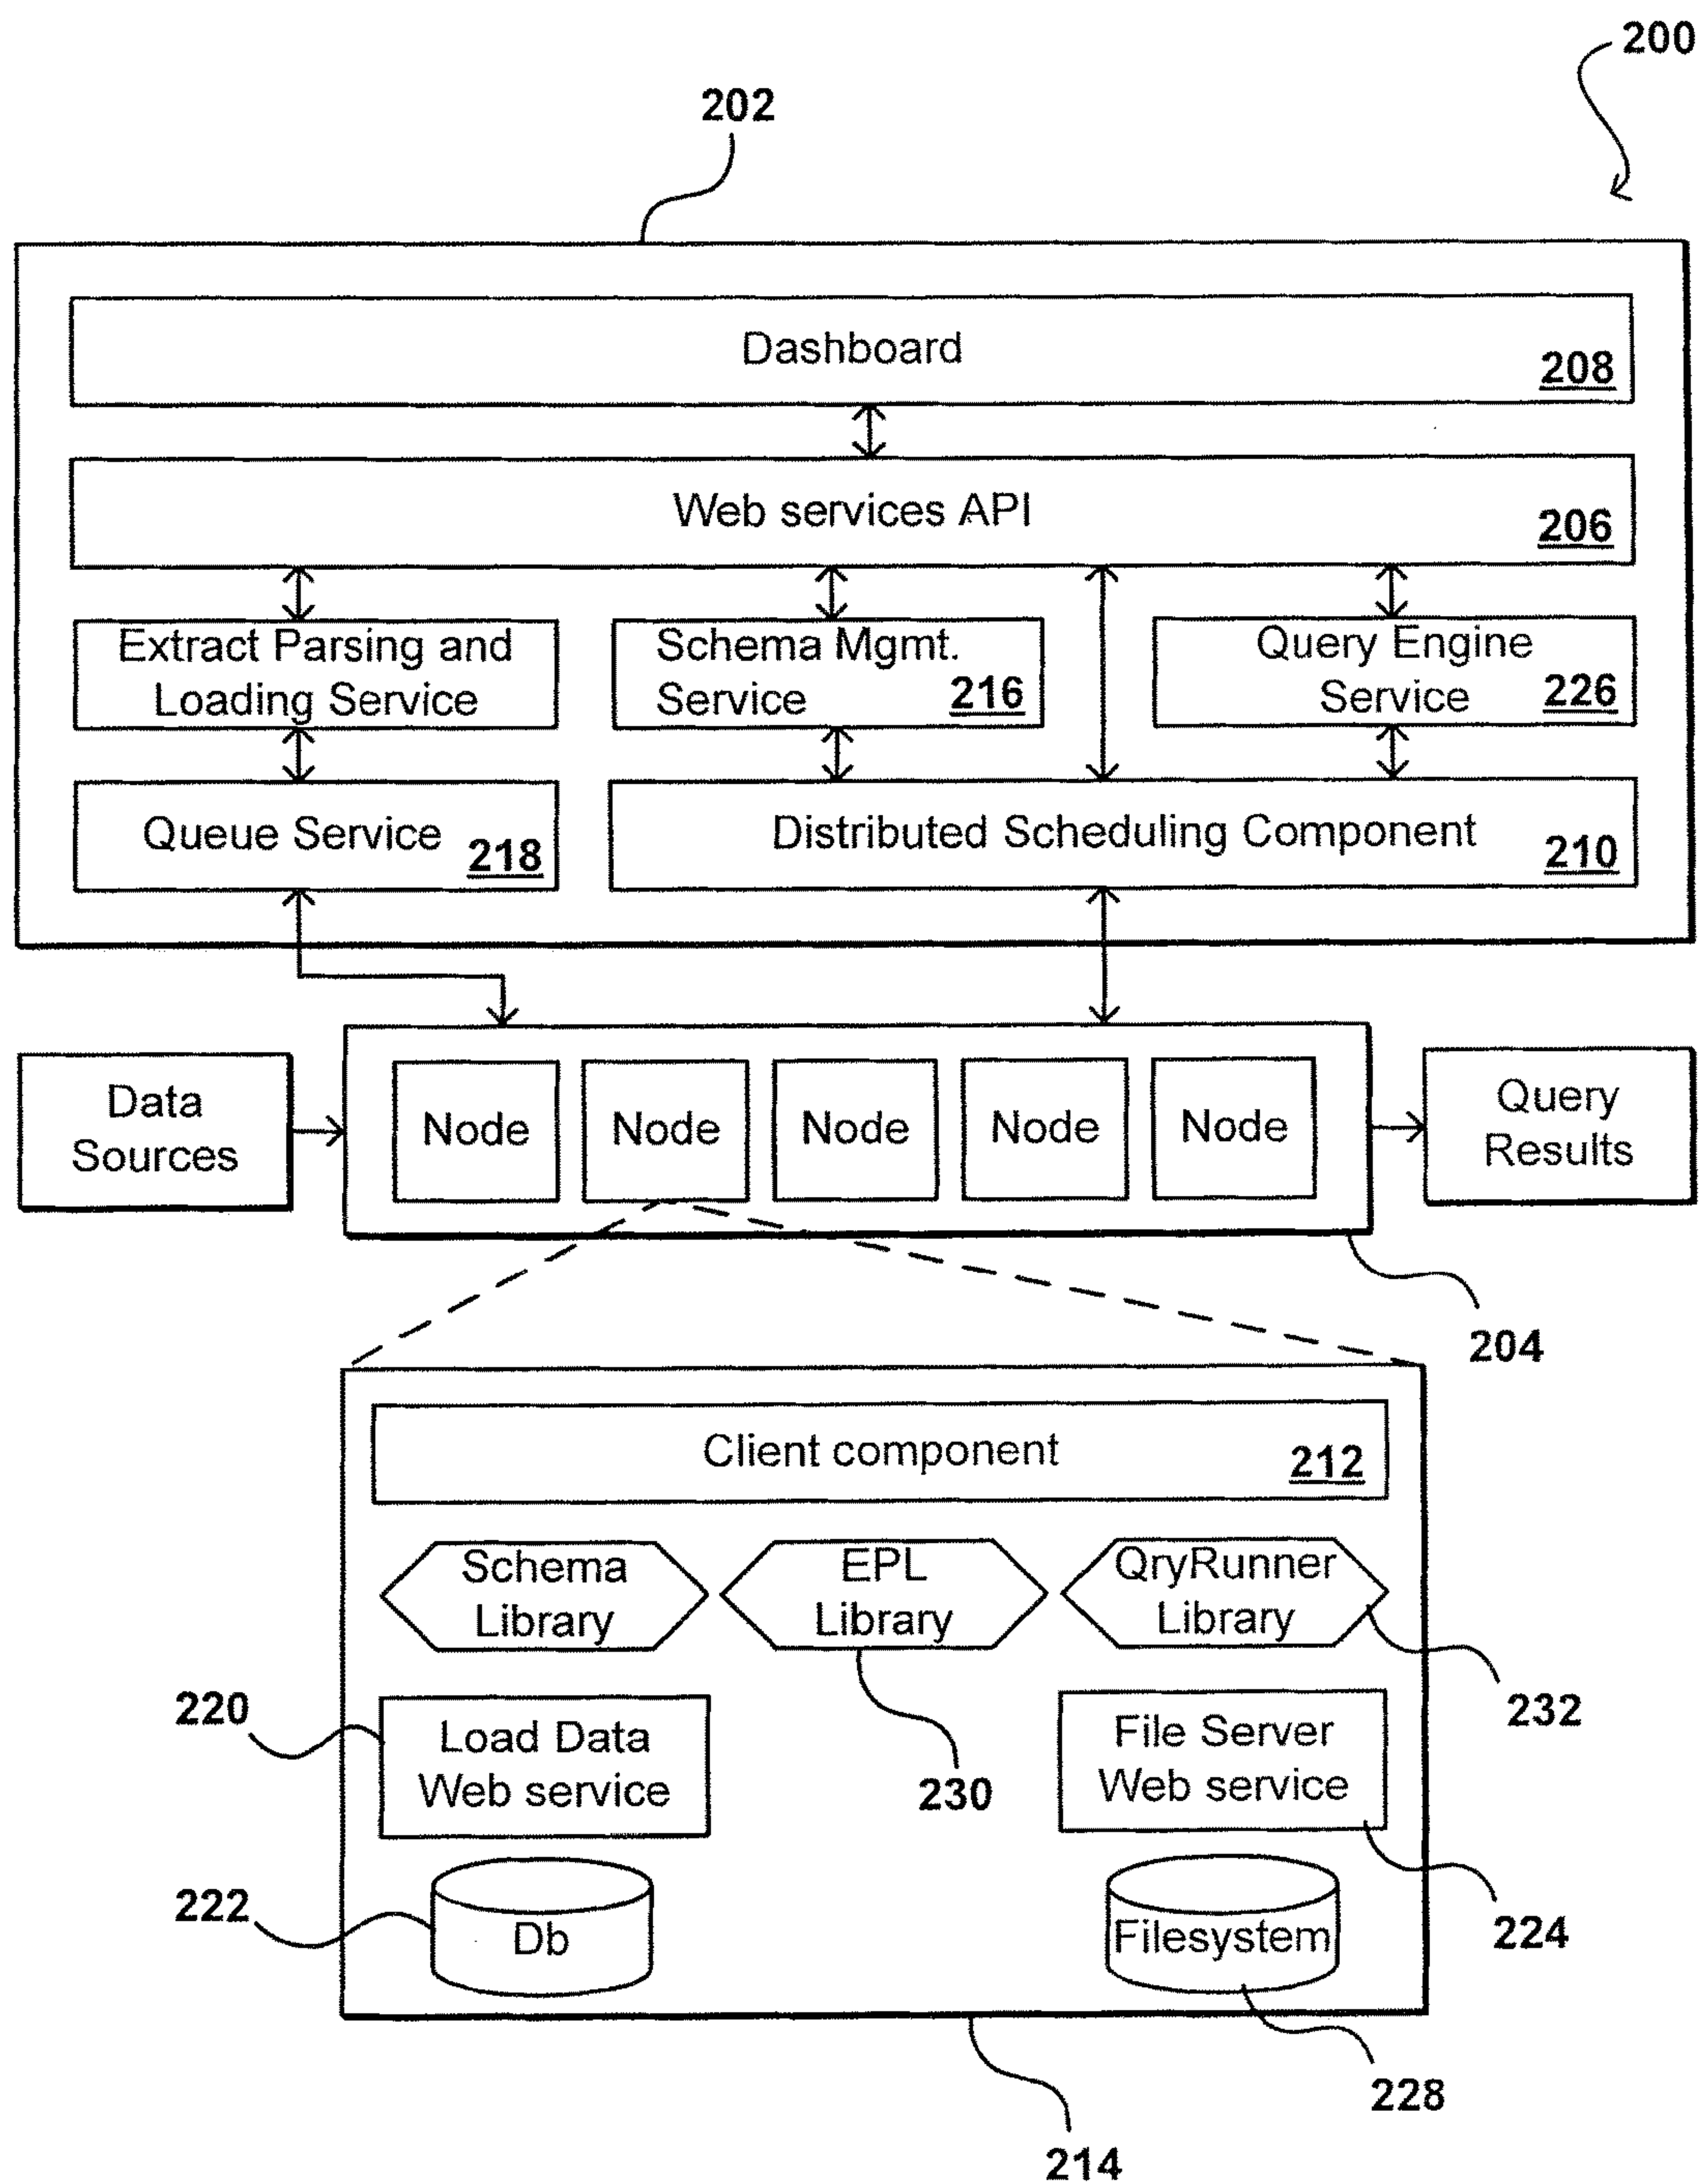 200
202
Dashboard
208
Web services API
206
Extract Parsing and
Loading Service
Schema Mgmt.
Service
216
Query Engine
Service
226
Queue Service
218
Distributed Scheduling Component
210
Data
Sources
Node
Node
Node
Node
Node
Query
Results
204
Client component
212
Schema
Library
EPL
Library
QryRunner
Library
232
220
Load Data
Web service
230
File Server
Web service
224
222
Db
Filesystem
228
214